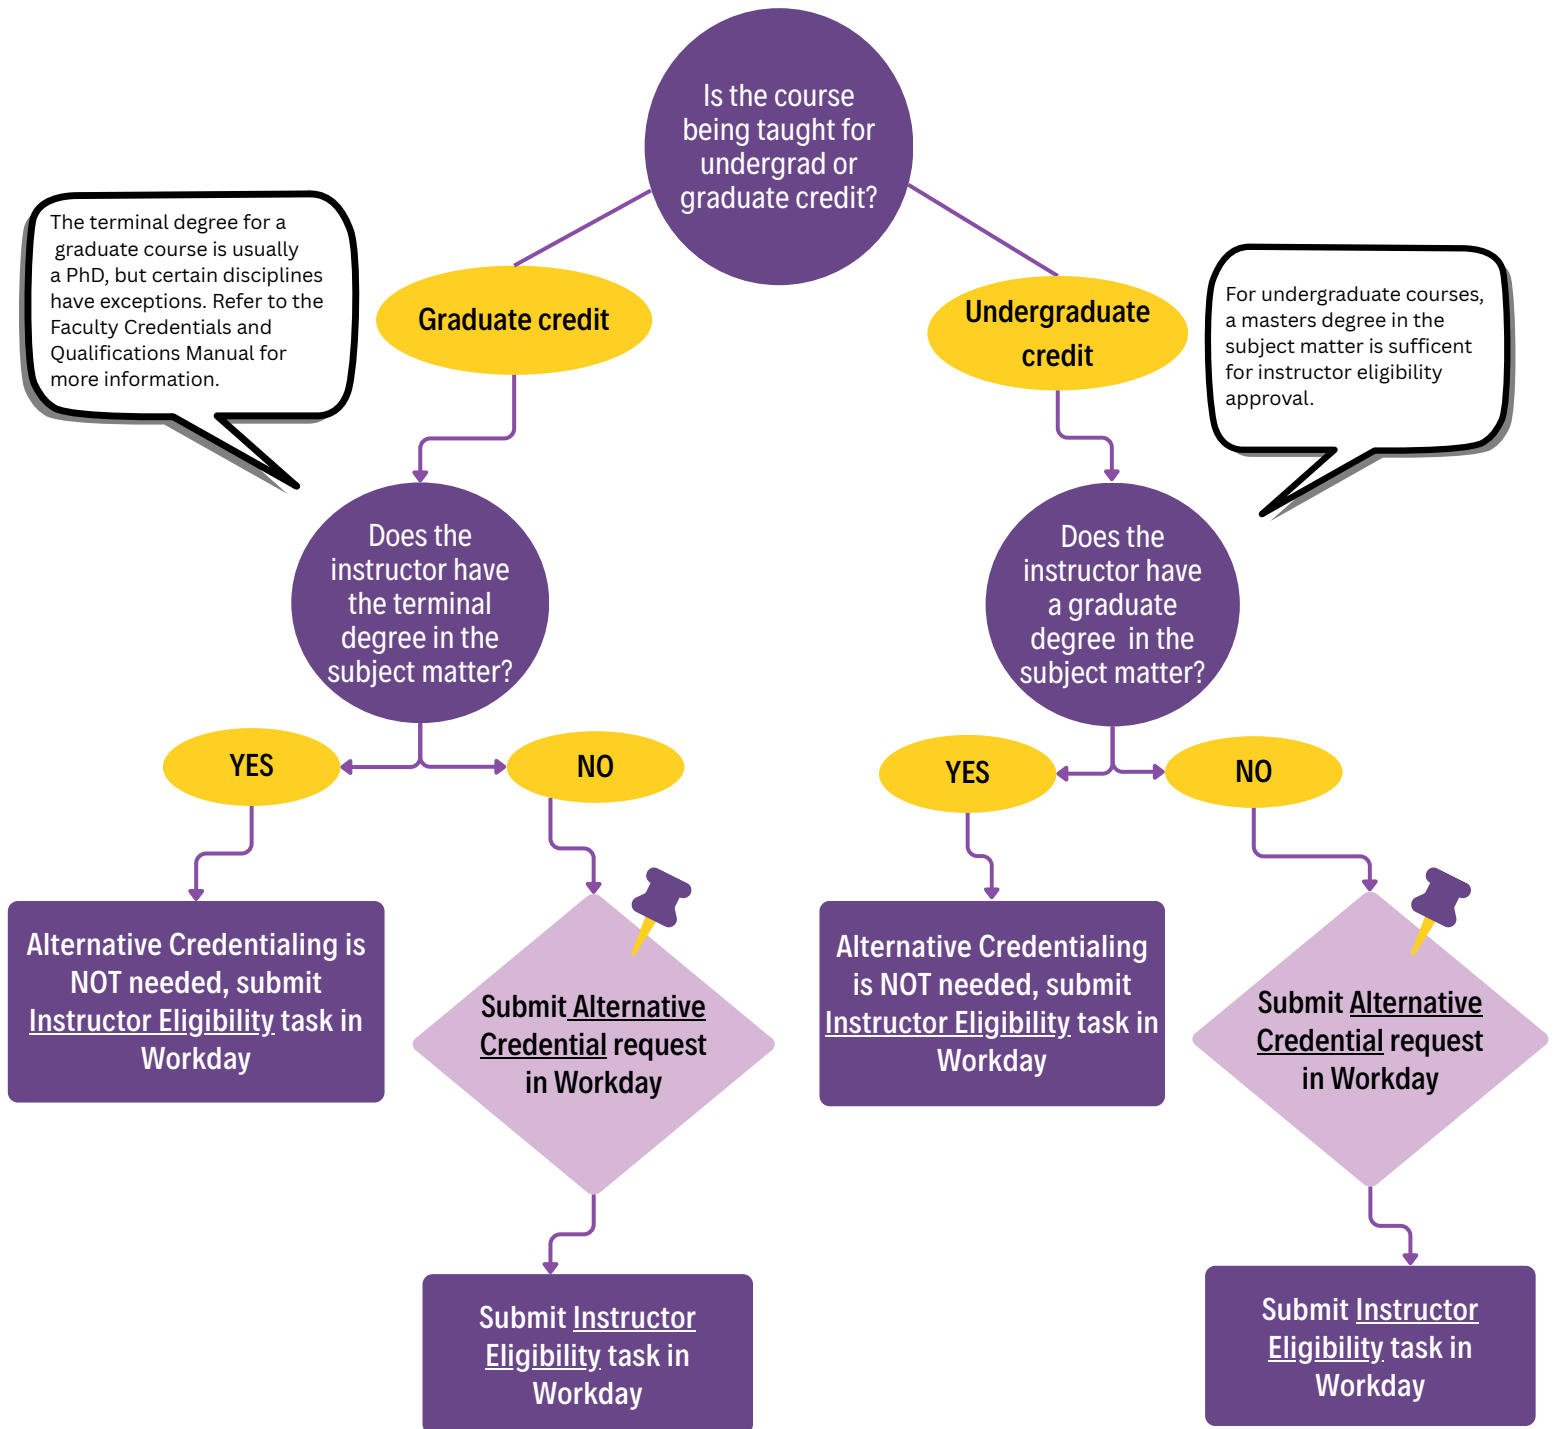 Is the course
being taught for
undergrad or
graduate credit?
The terminal degree for a
graduate course is usually
a PhD, but certain disciplines
have exceptions. Refer to the
Faculty Credentials and
Qualifications Manual for
more information.
Graduate credit
Undergraduate
credit
For undergraduate courses,
a masters degree in the
subject matter is sufficent
for instructor eligibility
approval.
Does the
instructor have
the terminal
degree in the
subject matter?
Does the
instructor have
a graduate
degree in the
subject matter?
YES
NO
YES
NO
Alternative Credentialing is
NOT needed, submit
Instructor Eligibility task in
Workday
Submit Alternative
Credential request
in Workday
Alternative Credentialing
is NOT needed, submit
Instructor Eligibility task in
Workday
Submit Alternative
Credential request
in Workday
Submit Instructor
Eligibility task in
Workday
Submit Instructor
Eligibility task in
Workday